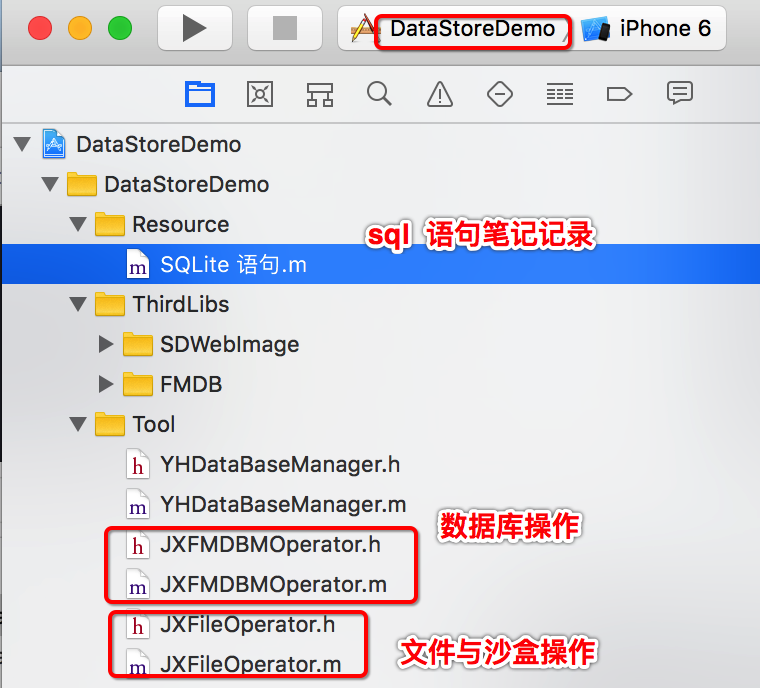 DataStoreDemo iPhone 6
DataStoreDemo
DataStoreDemo
Resource
sql 语句笔记记录
m SQLite 语句.m
ThirdLibs
SDWebImage
FMDB
Tool
h YHDataBaseManager.h
m YHDataBaseManager.m
数据库操作
h JXFMDBMOperator.h
m JXFMDBMOperator.m
h JXFileOperator.h
文件与沙盒操作
m JXFileOperator.m